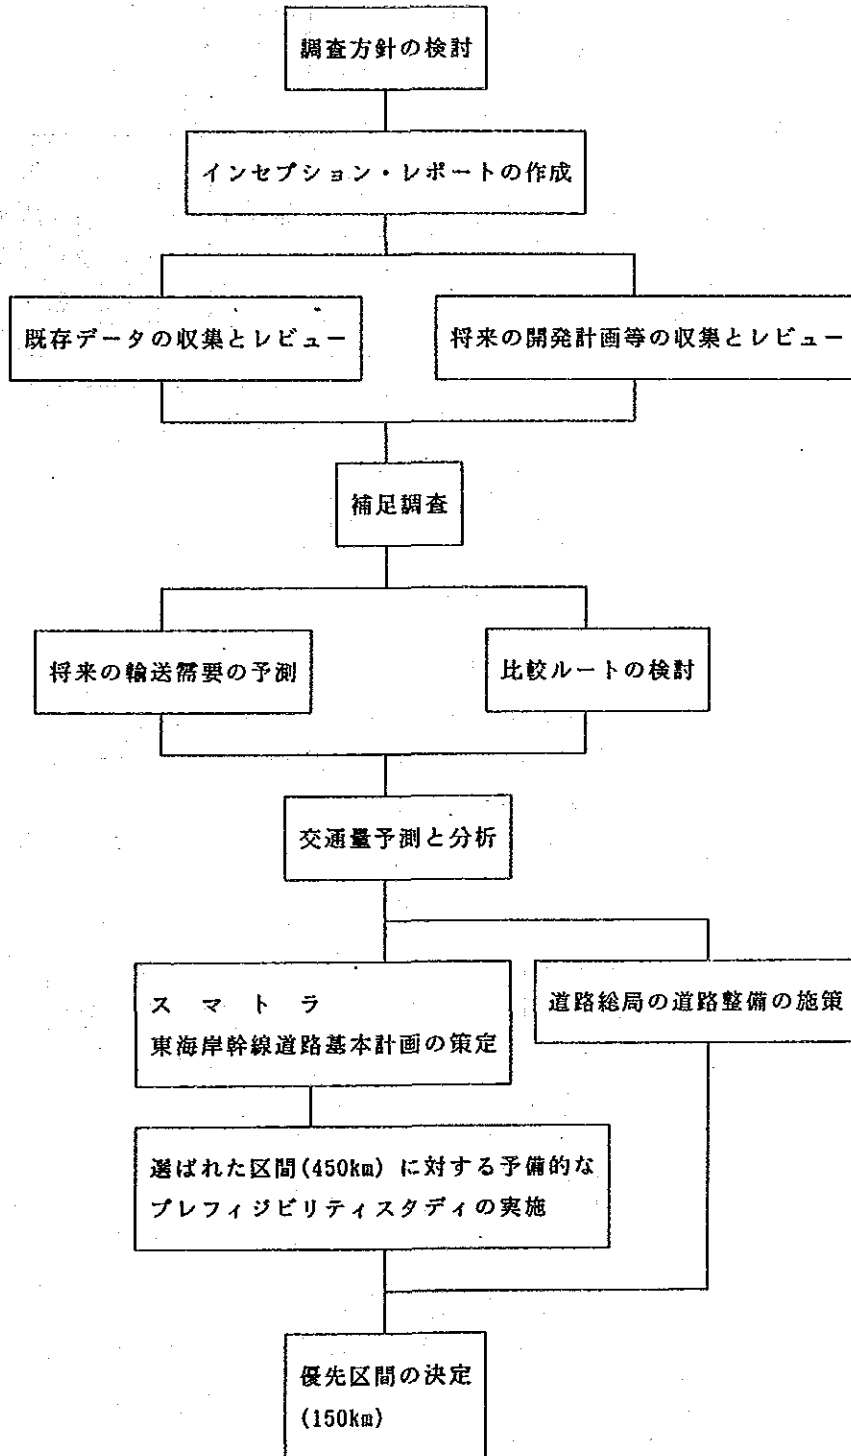 調査方針の検討
インセプション・レポートの作成
既存データの収集とレビュー
将来の開発計画等の収集とレビュー
補足調査
将来の輸送需要の予測
比較ルートの検討
交通量予測と分析
スマトラ
東海岸幹線道路基本計画の策定
道路総局の道路整備の施策
選ばれた区間(450km) に対する予備的な
プレフィジビリティスタディの実施
優先区間の決定
(150km)